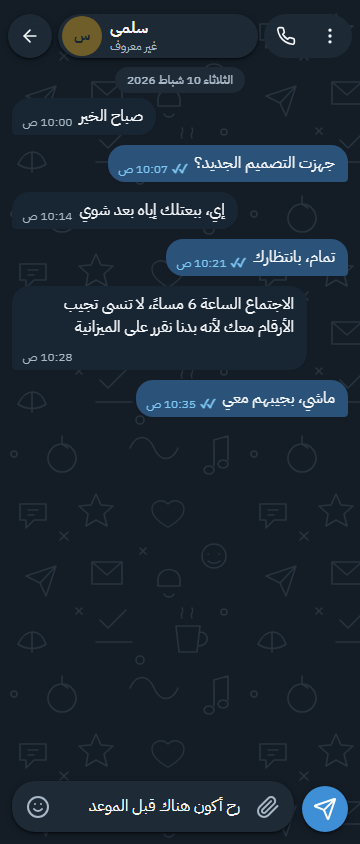 سلمى
غير معروف
الثلاثاء 10 شباط 2026
صباح الخير
10:00 ص
جهزت التصميم الجديد؟
10:07 ص
إي، ببعتلك إياه بعد شوي
10:14 ص
تمام، بانتظارك
10:21 ص
الاجتماع الساعة 6 مساءً، لا تنسى تجيب
الأرقام معك لأنه بدنا نقرر على الميزانية
10:28 ص
ماشي، بجيبهم معي
10:35 ص
رح أكون هناك قبل الموعد